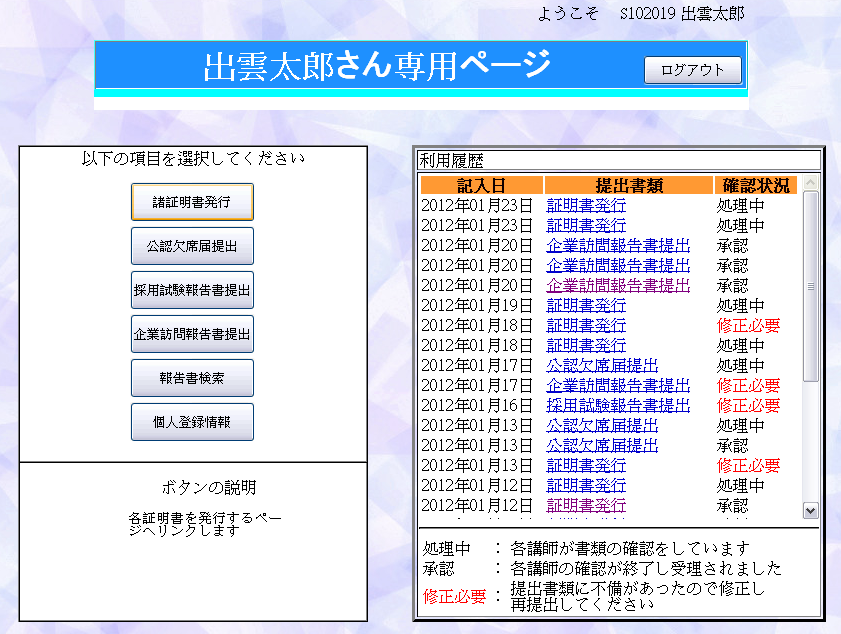 ようこそ S102019 出雲太郎
出雲太郎さん専用ページ
ログアウト
以下の項目を選択してください
諸証明書発行
公認欠席届提出
採用試験報告書提出
企業訪問報告書提出
報告書検索
個人登録情報
ボタンの説明
各証明書を発行するペー
ジへリンクします
利用履歴
記入日 提出書類 確認状況
2012年01月23日 証明書発行 処理中
2012年01月23日 証明書発行 処理中
2012年01月20日 企業訪問報告書提出 承認
2012年01月20日 企業訪問報告書提出 承認
2012年01月20日 企業訪問報告書提出 承認
2012年01月19日 証明書発行 処理中
2012年01月18日 証明書発行 修正必要
2012年01月18日 証明書発行 処理中
2012年01月17日 公認欠席届提出 処理中
2012年01月17日 企業訪問報告書提出 修正必要
2012年01月16日 採用試験報告書提出 修正必要
2012年01月13日 公認欠席届提出 処理中
2012年01月13日 公認欠席届提出 承認
2012年01月13日 証明書発行 修正必要
2012年01月12日 証明書発行 処理中
2012年01月12日 証明書発行 承認
処理中 : 各講師が書類の確認をしています
承認 : 各講師の確認が終了し受理されました
修正必要 : 提出書類に不備があったので修正し
再提出してください